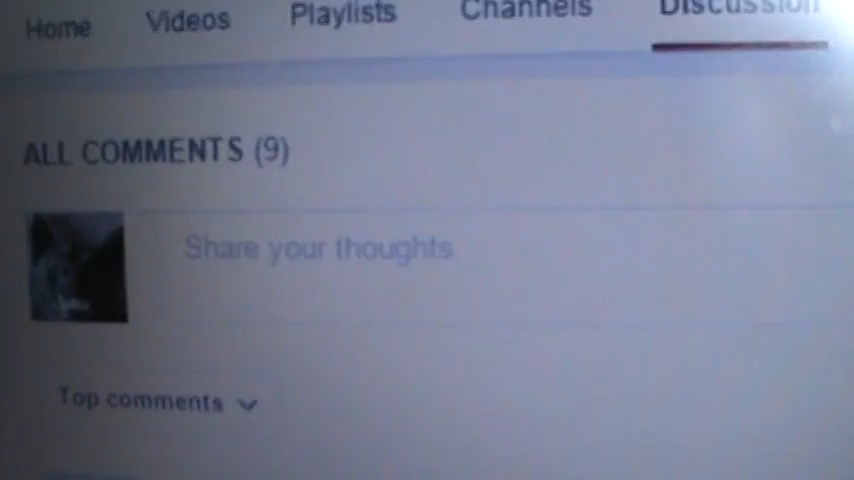 Home Videos Playlists Channels Discussion
ALL COMMENTS (9)
Share your thoughts
Top comments